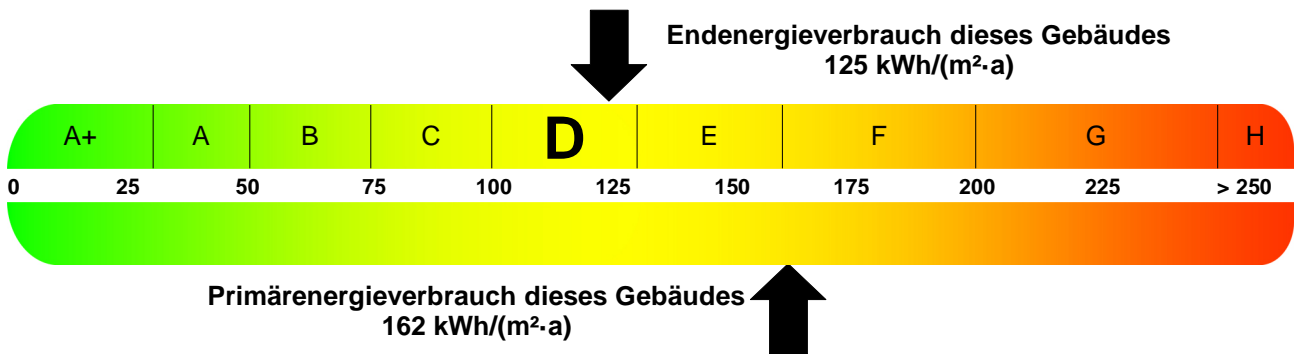 Endenergieverbrauch dieses Gebäudes
125 kWh/(m²·a)
A+ A B C D E F G H
0 25 50 75 100 125 150 175 200 225 > 250
Primärenergieverbrauch dieses Gebäudes
162 kWh/(m²·a)